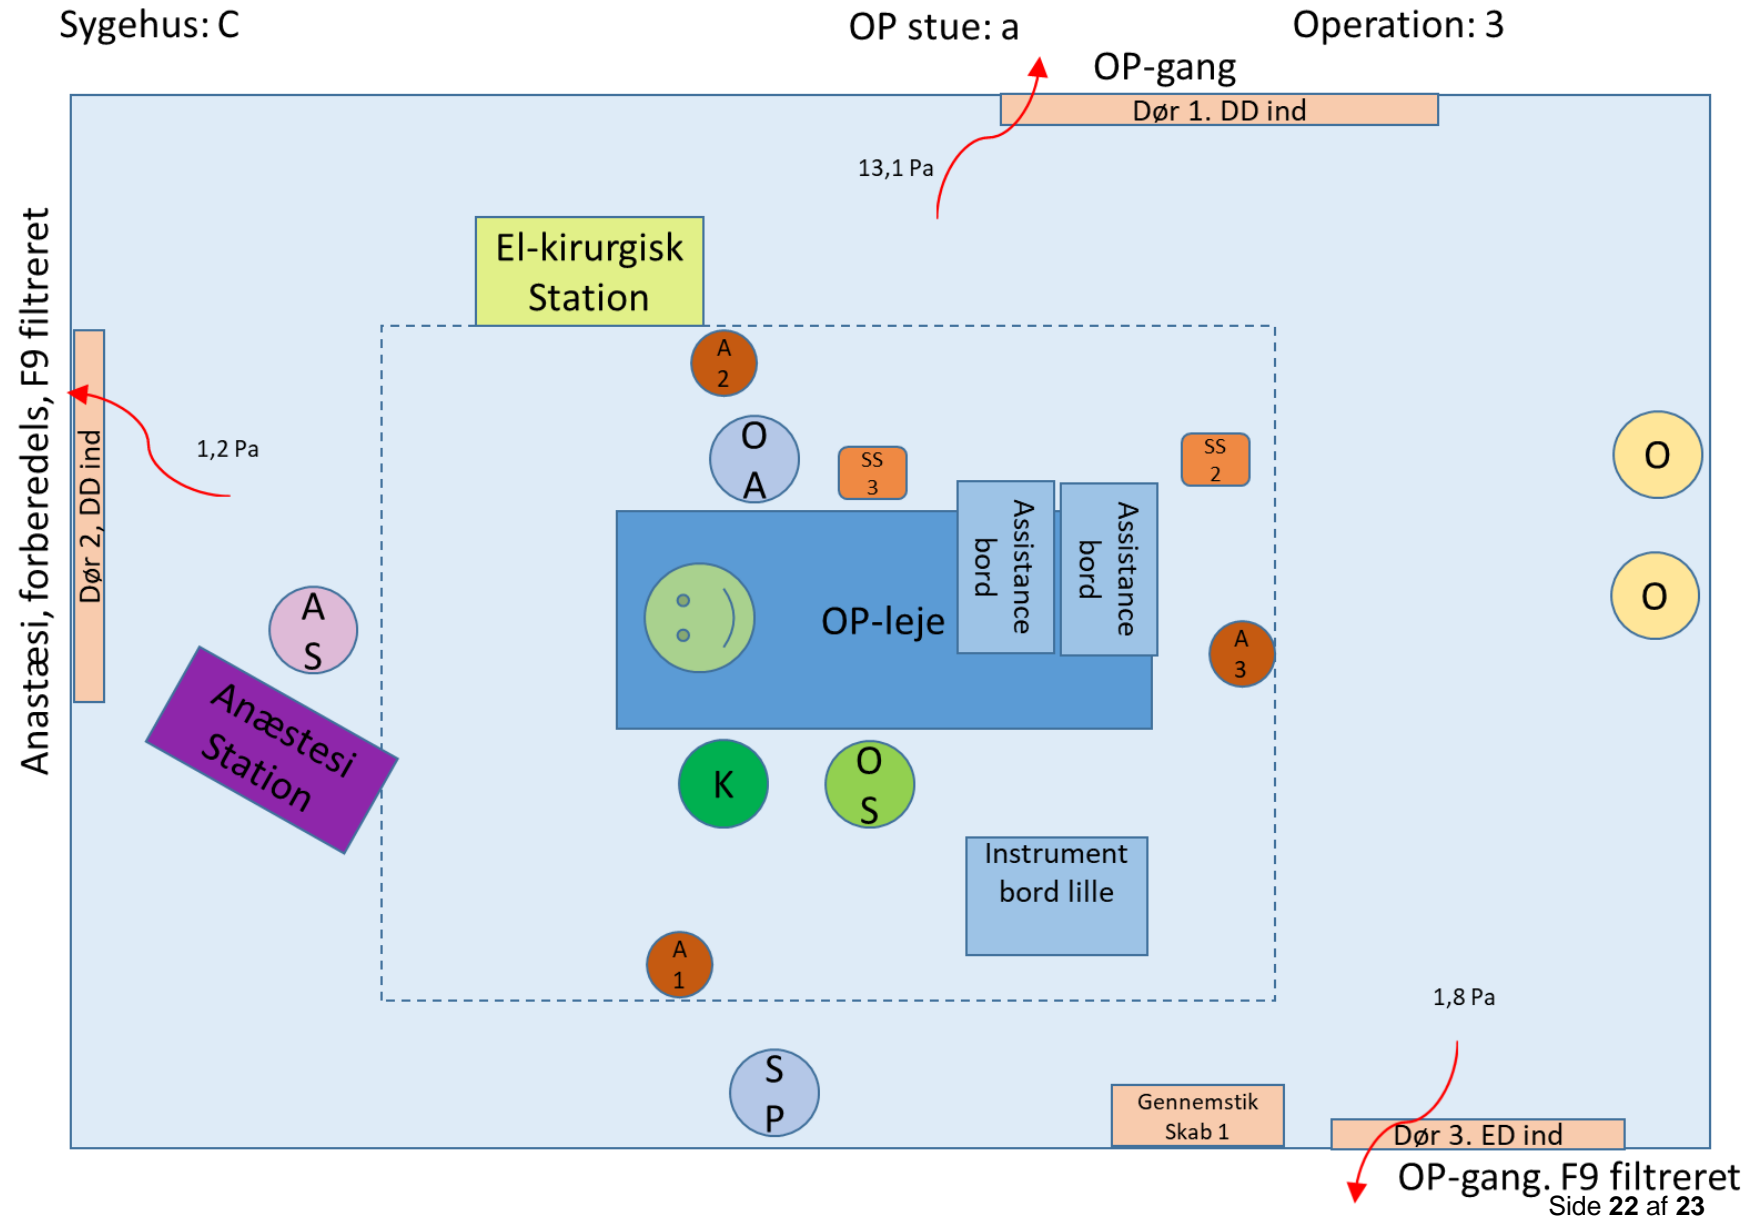 Sygehus: C
OP stue: a
Operation: 3
OP-gang
Dør 1. DD ind
13,1 Pa
Anastæsi, forberedels, F9 filtreret
El-kirurgisk
Station
A
2
Dør 2, DD ind
1,2 Pa
O
A
SS
3
SS
2
O
Assistance
bord
Assistance
bord
O
A
S
OP-leje
A
3
Anæstesi
Station
K
O
S
Instrument
bord lille
A
1
1,8 Pa
S
P
Gennemstik
Skab 1
Dør 3. ED ind
OP-gang. F9 filtreret
Side 22 af 23